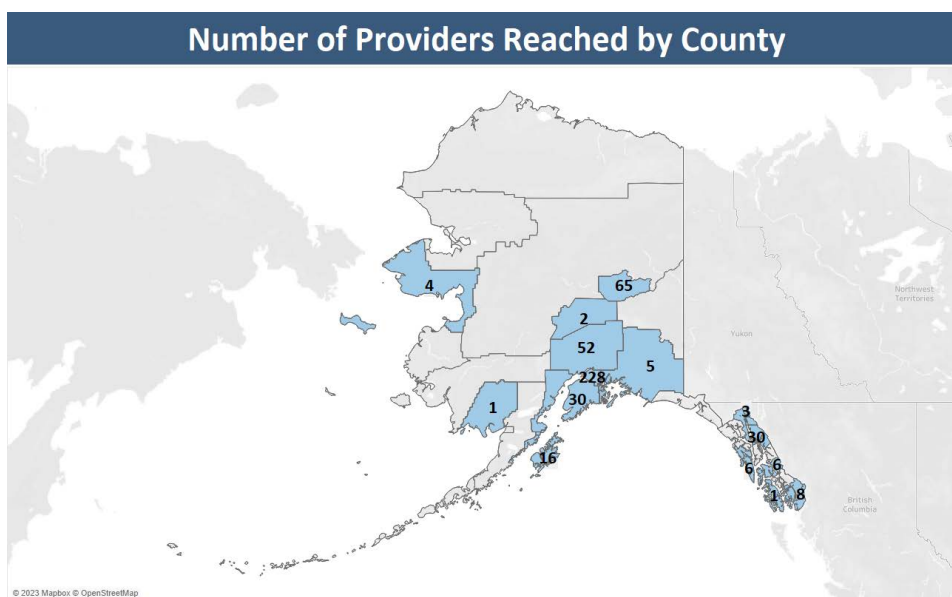 Number of Providers Reached by County
4
65
Northwest
Territories
2
Yukon
52
5
228
30
1
3
30
16
6
6
1
8
British
Columbia
© 2023 Mapbox © OpenStreetMap